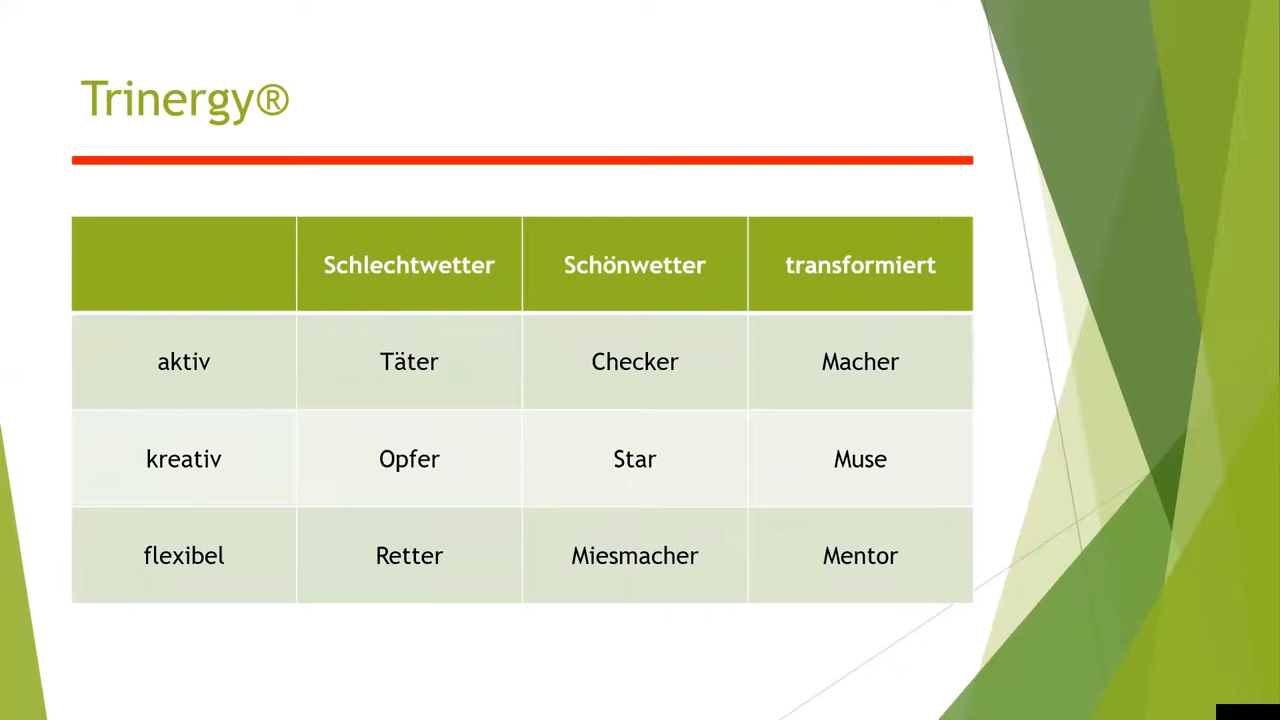 Trinergy®
Schlechtwetter Schönwetter transformiert
aktiv Täter Checker Macher
kreativ Opfer Star Muse
flexibel Retter Miesmacher Mentor